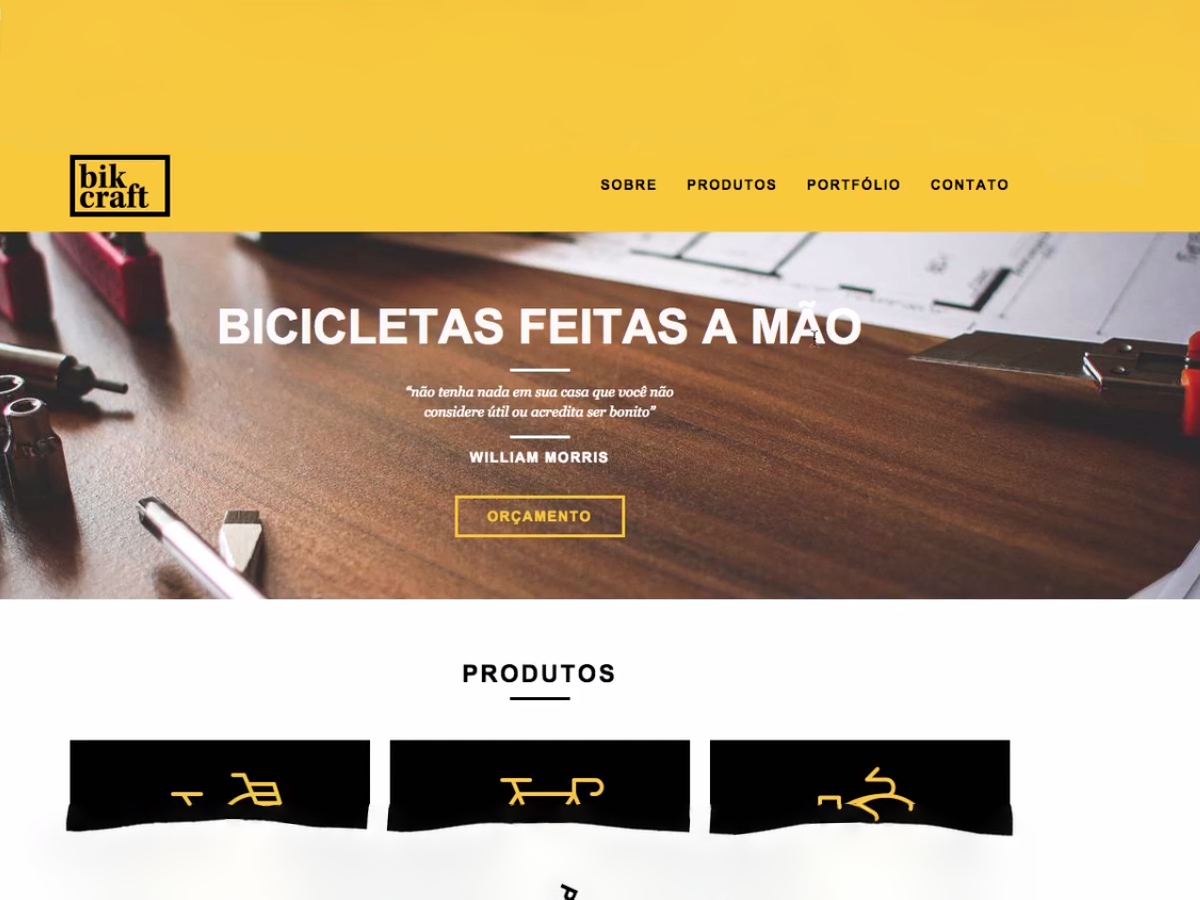 bik
craft
SOBRE PRODUTOS PORTFÓLIO CONTATO
BICICLETAS FEITAS A MÃO
“não tenha nada em sua casa que você não
considere útil ou acredita ser bonito”
WILLIAM MORRIS
ORÇAMENTO
PRODUTOS